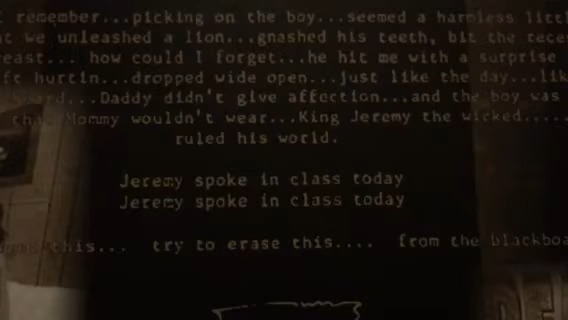 I remember...picking on the boy...seemed a harmless littl
we unleashed a lion...gnashed his teeth, bit the rece
east... how could I forget...he hit me with a surprise
ft hurtin...dropped wide open...just like the day...lik
...Daddy didn't give affection...and the boy was
that Mommy wouldn't wear...King Jeremy the wicked.....
ruled his world.
Jeremy spoke in class today
Jeremy spoke in class today
this... try to erase this.... from the blackboa